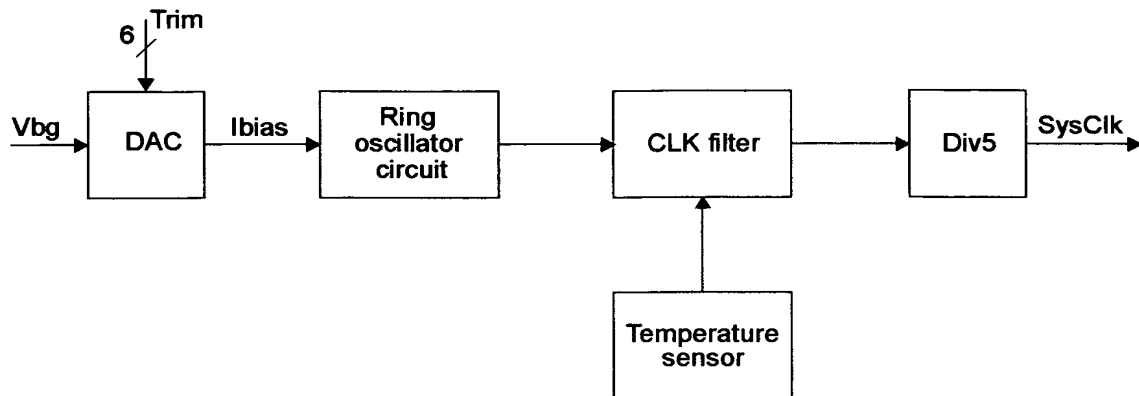 6
Trim
Vbg
DAC
Ibias
Ring
oscillator
circuit
CLK filter
Div5
SysClk
Temperature
sensor